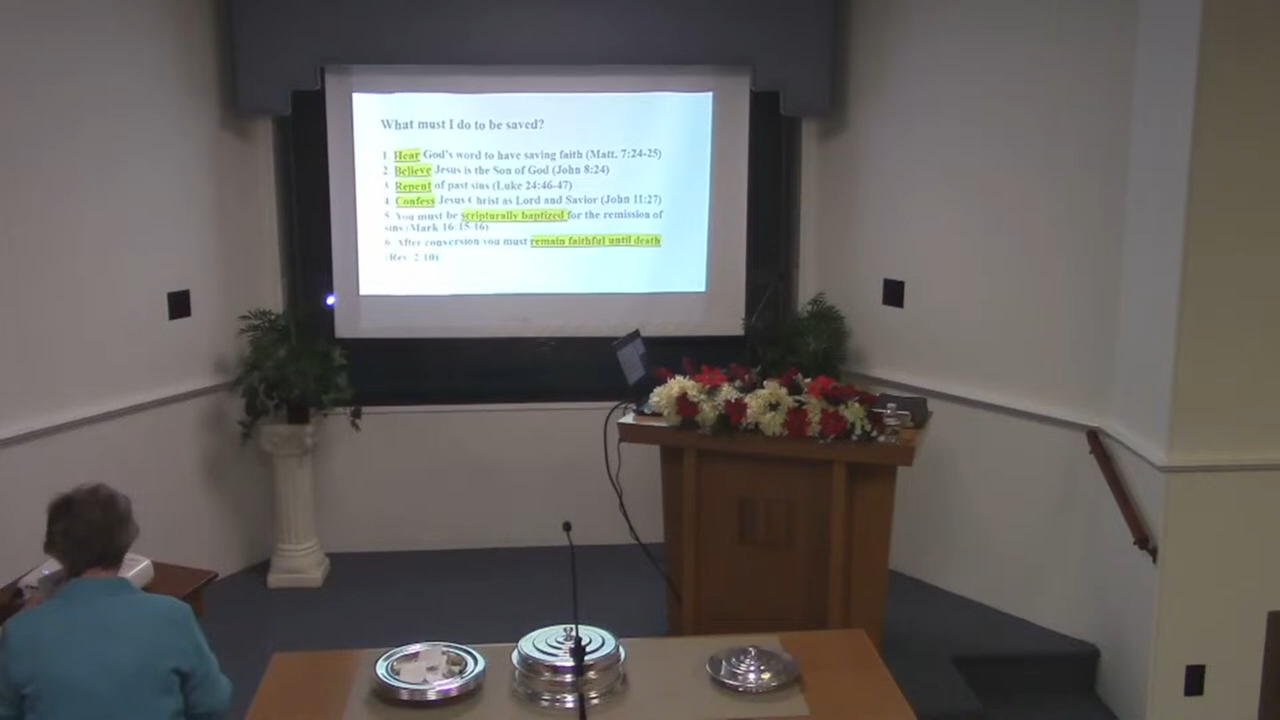 What must I do to be saved?
1. Hear God's word to have saving faith (Matt. 7:24-25)
2. Believe Jesus is the Son of God (John 8:24)
3. Repent of past sins (Luke 24:46-47)
4. Confess Jesus Christ as Lord and Savior (John 11:27)
5. You must be scripturally baptized for the remission of
sins (Mark 16:15-16)
6. After conversion you must remain faithful until death
(Rev. 2:10)